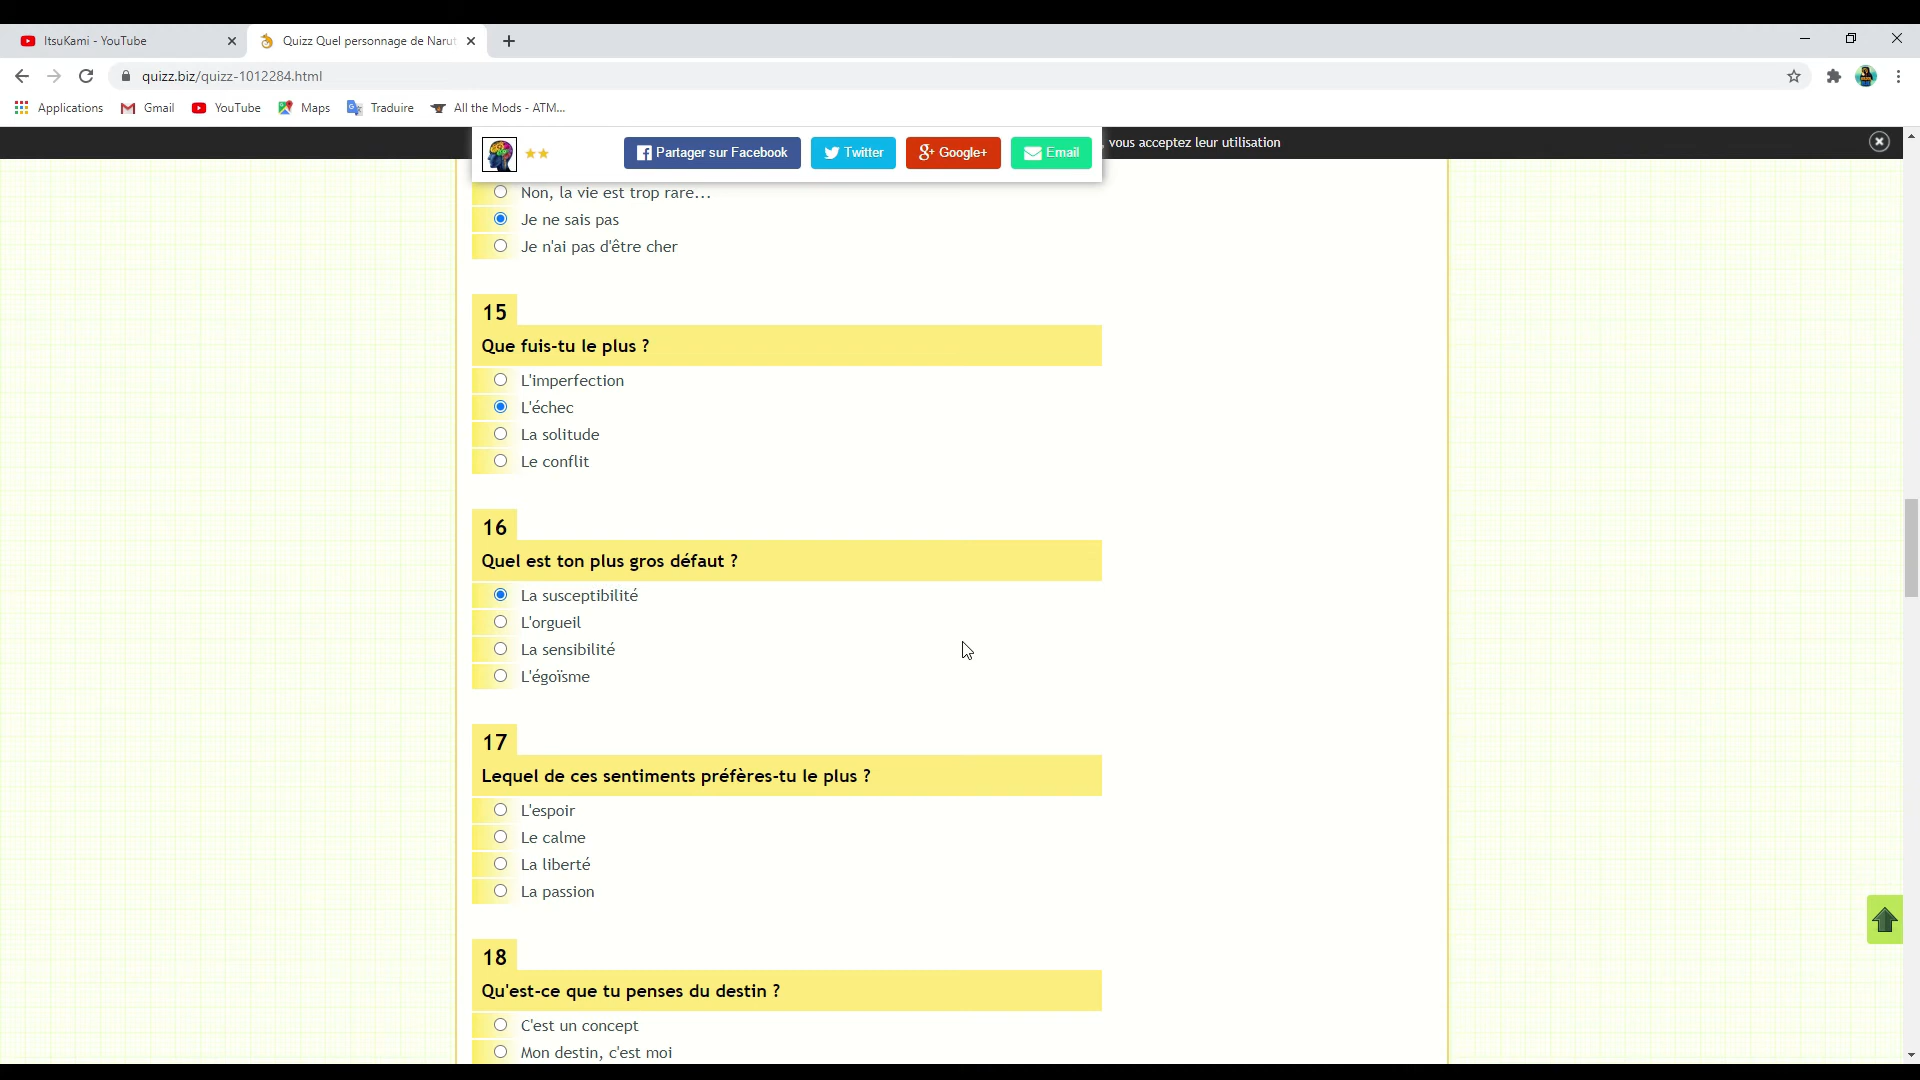 ItsuKami - YouTube
Quizz Quel personnage de Narut
quizz.biz/quizz-1012284.html
Applications
Gmail
YouTube
Maps
Traduire
All the Mods - ATM...
Partager sur Facebook
Twitter
Google+
Email
, vous acceptez leur utilisation
Non, la vie est trop rare...
Je ne sais pas
Je n'ai pas d'être cher
15
Que fuis-tu le plus ?
L'imperfection
L'échec
La solitude
Le conflit
16
Quel est ton plus gros défaut ?
La susceptibilité
L'orgueil
La sensibilité
L'égoïsme
17
Lequel de ces sentiments préfères-tu le plus ?
L'espoir
Le calme
La liberté
La passion
18
Qu'est-ce que tu penses du destin ?
C'est un concept
Mon destin, c'est moi